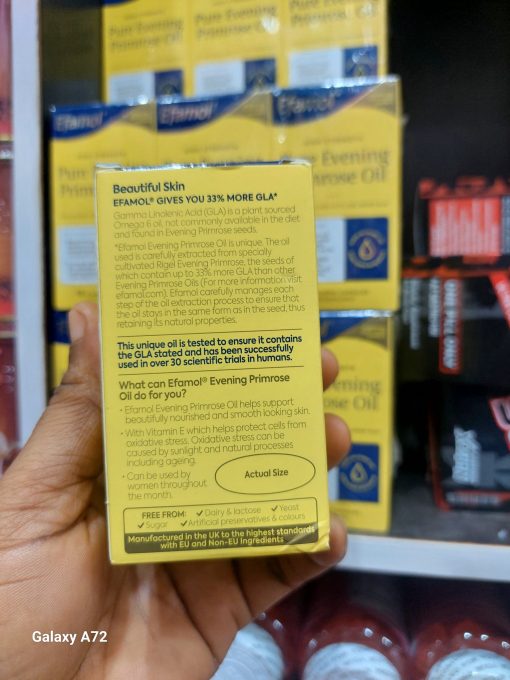 Pure Evening
Primrose Oil
Efamol
Efamol
Pure Evening
Primrose Oil
Beautiful Skin
EFAMOL® GIVES YOU 33% MORE GLA*
Gamma Linolenic Acid (GLA) is a plant sourced
Omega 6 oil, not commonly available in the diet
and found in Evening Primrose seeds.
*Efamol Evening Primrose Oil is unique. The oil
used is carefully extracted from specially
cultivated Rigel Evening Primrose, the seeds of
which contain up to 33% more GLA than other
Evening Primrose Oils (For more information visit
efamol.com). Efamol carefully manages each
step of the oil extraction process to ensure that
the oil stays in the same form as in the seed, thus
retaining its natural properties.
This unique oil is tested to ensure it contains
the GLA stated and has been successfully
used in over 30 scientific trials in humans.
What can Efamol® Evening Primrose
Oil do for you?
• Efamol Evening Primrose Oil helps support
beautifully nourished and smooth looking skin.
• With Vitamin E which helps protect cells from
oxidative stress. Oxidative stress can be
caused by sunlight and natural processes
including ageing.
• Can be used by
women throughout
the month.
Actual Size
FREE FROM: ✓ Dairy & lactose ✓ Yeast
✓ Sugar ✓ Artificial preservatives & colours
Manufactured in the UK to the highest standards
with EU and Non-EU Ingredients
Evening
rose Oil
Galaxy A72